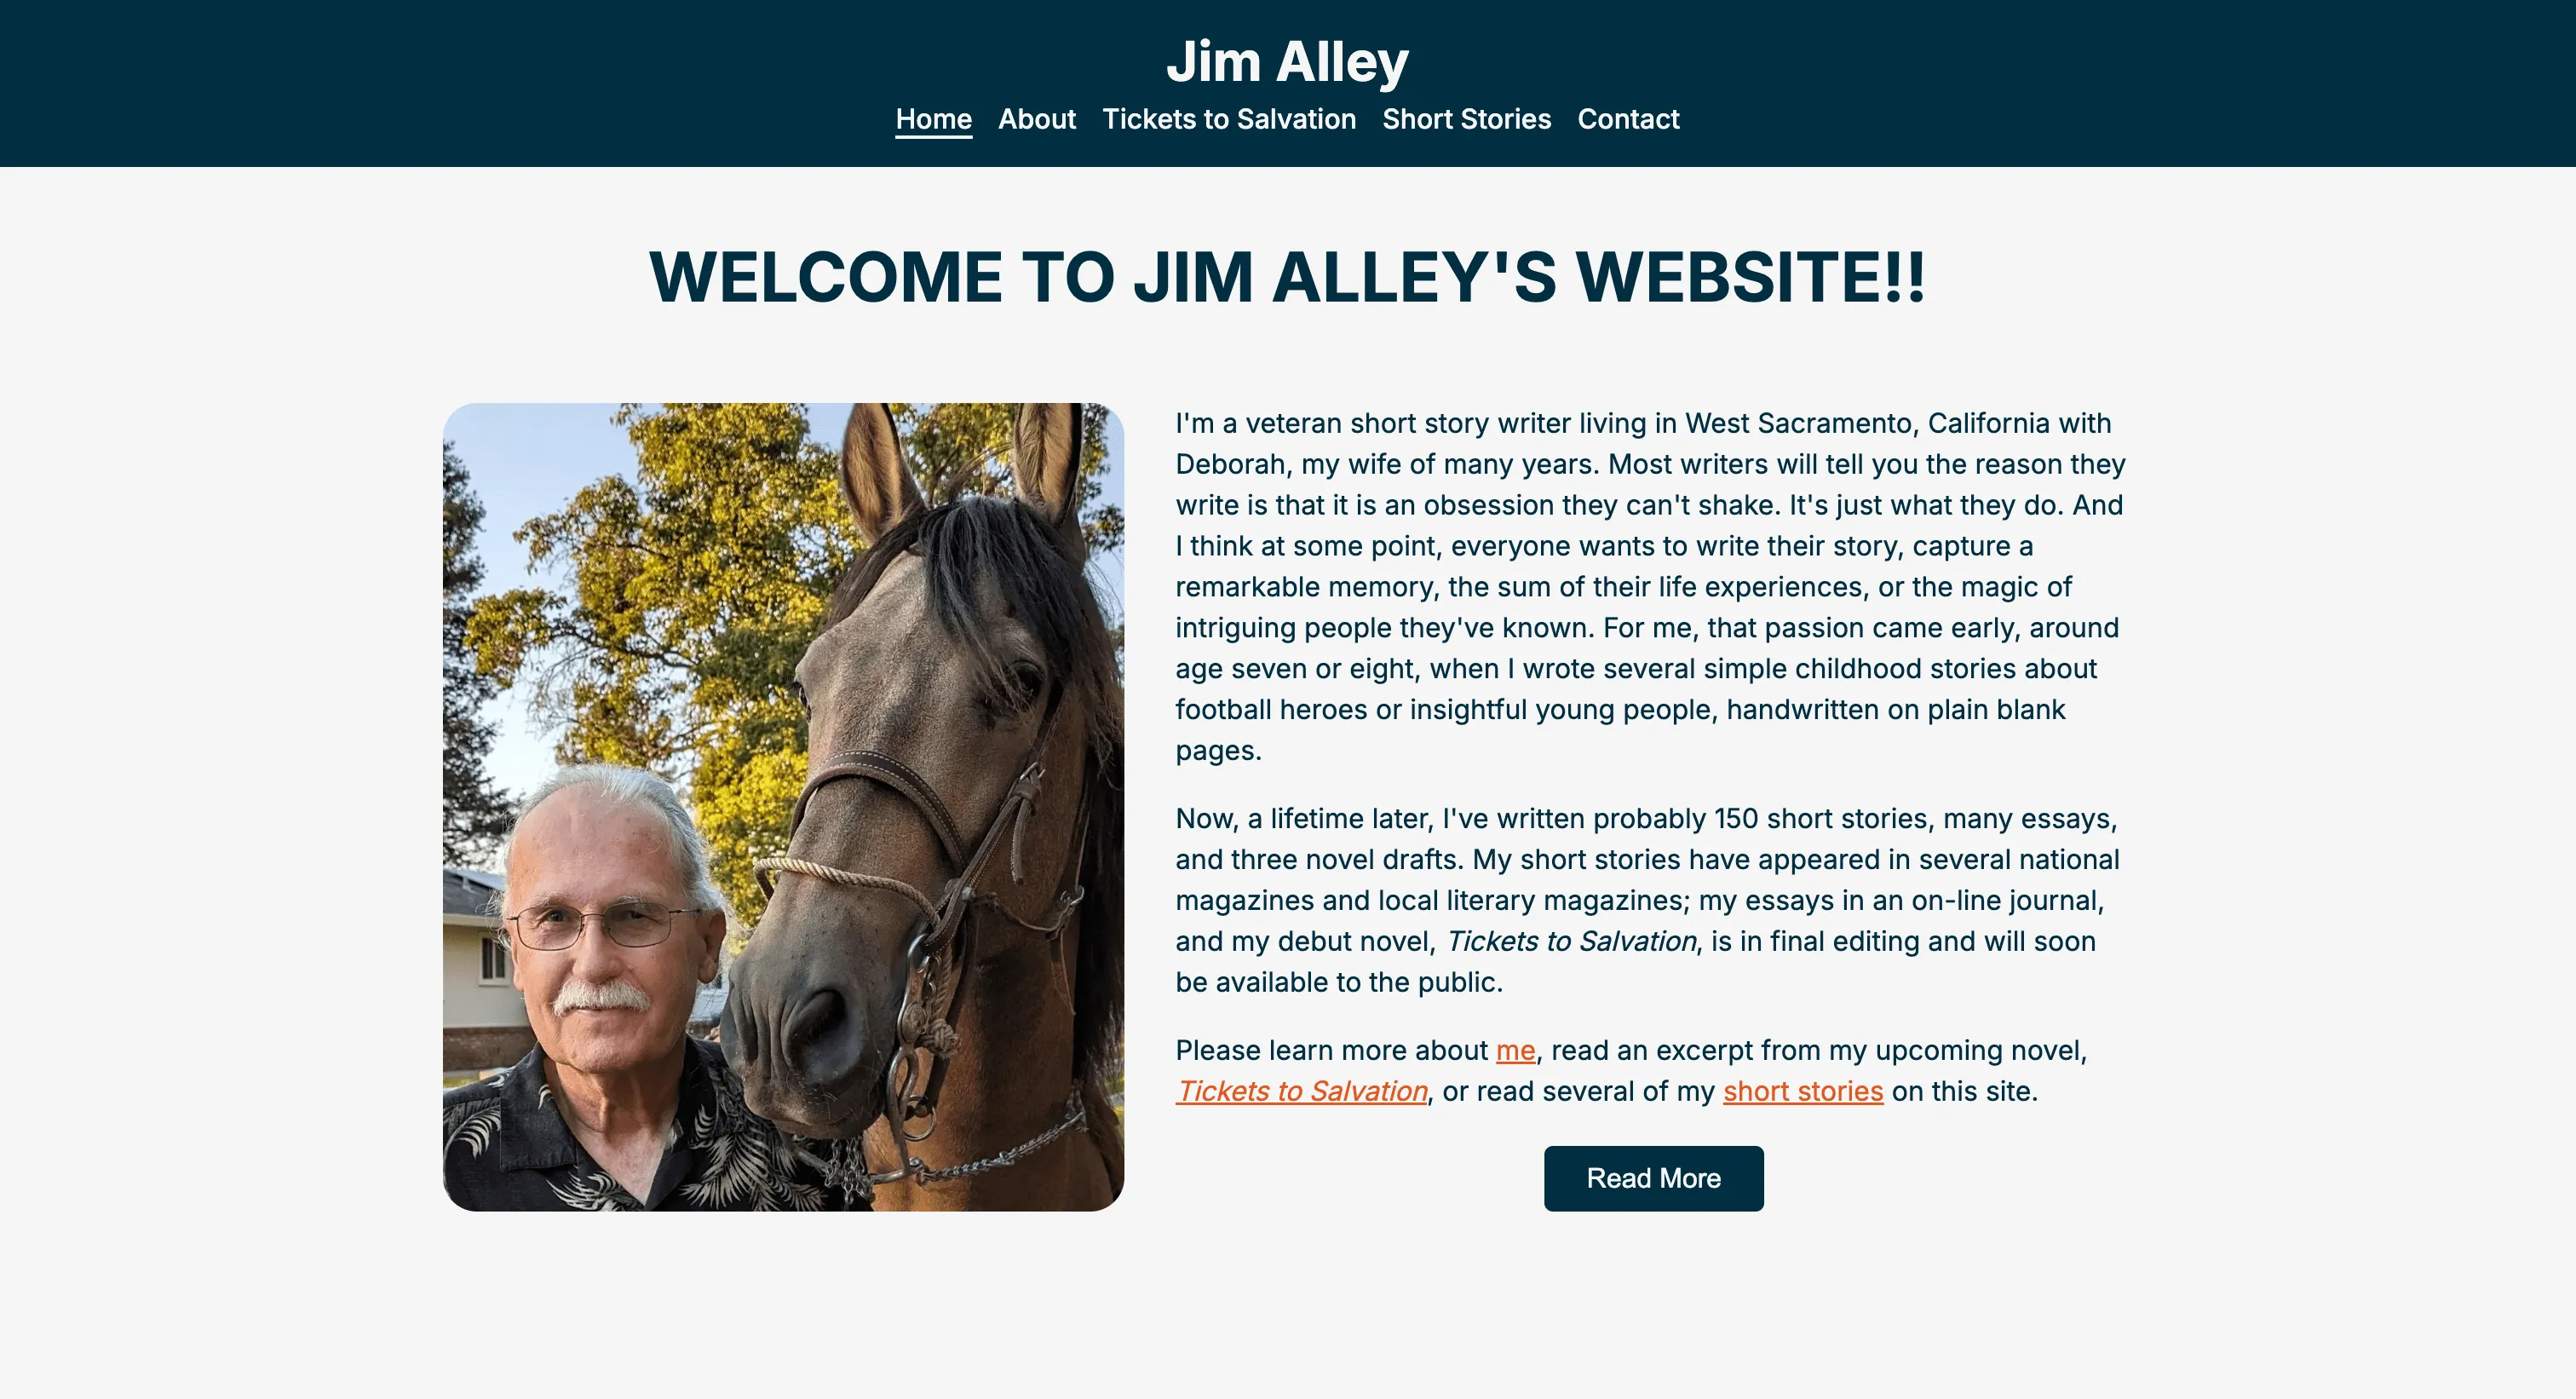 Jim Alley
Home About Tickets to Salvation Short Stories Contact
WELCOME TO JIM ALLEY'S WEBSITE!!
I'm a veteran short story writer living in West Sacramento, California with
Deborah, my wife of many years. Most writers will tell you the reason they
write is that it is an obsession they can't shake. It's just what they do. And
I think at some point, everyone wants to write their story, capture a
remarkable memory, the sum of their life experiences, or the magic of
intriguing people they've known. For me, that passion came early, around
age seven or eight, when I wrote several simple childhood stories about
football heroes or insightful young people, handwritten on plain blank
pages.
Now, a lifetime later, I've written probably 150 short stories, many essays,
and three novel drafts. My short stories have appeared in several national
magazines and local literary magazines; my essays in an on-line journal,
and my debut novel, Tickets to Salvation, is in final editing and will soon
be available to the public.
Please learn more about me, read an excerpt from my upcoming novel,
Tickets to Salvation, or read several of my short stories on this site.
Read More